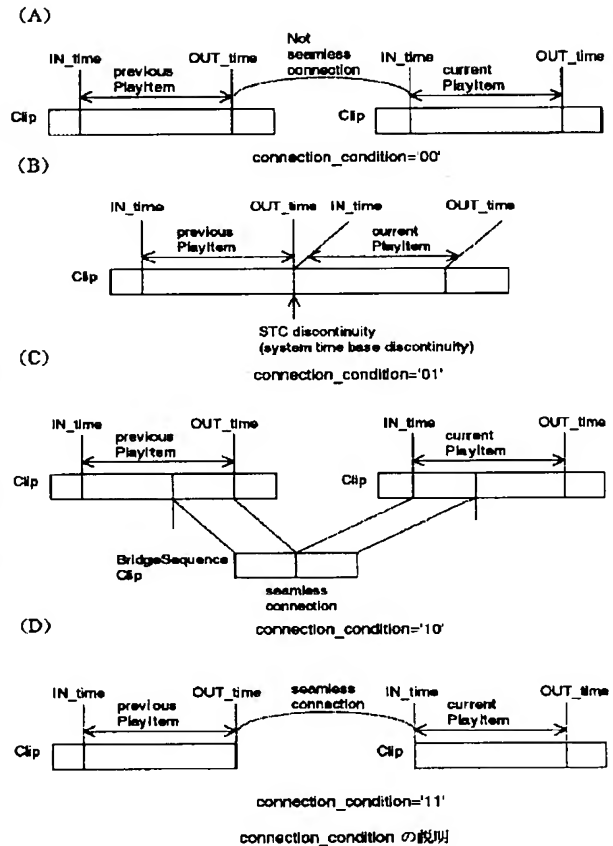 (A)
Not
seamless
connection
IN_time
previous
PlayItem
OUT_time
IN_time
current
PlayItem
OUT_time
Clip
Clip
connection_condition='00'
(B)
IN_time
OUT_time
IN_time
OUT_time
previous
PlayItem
current
PlayItem
Clip
STC discontinuity
(system time base discontinuity)
connection_condition='01'
(C)
IN_time
previous
PlayItem
OUT_time
IN_time
current
PlayItem
OUT_time
Clip
Clip
BridgeSequence
Clip
seamless
connection
connection_condition='10'
(D)
IN_time
previous
PlayItem
OUT_time
seamless
connection
IN_time
current
PlayItem
OUT_time
Clip
Clip
connection_condition='11'
connection_condition の説明